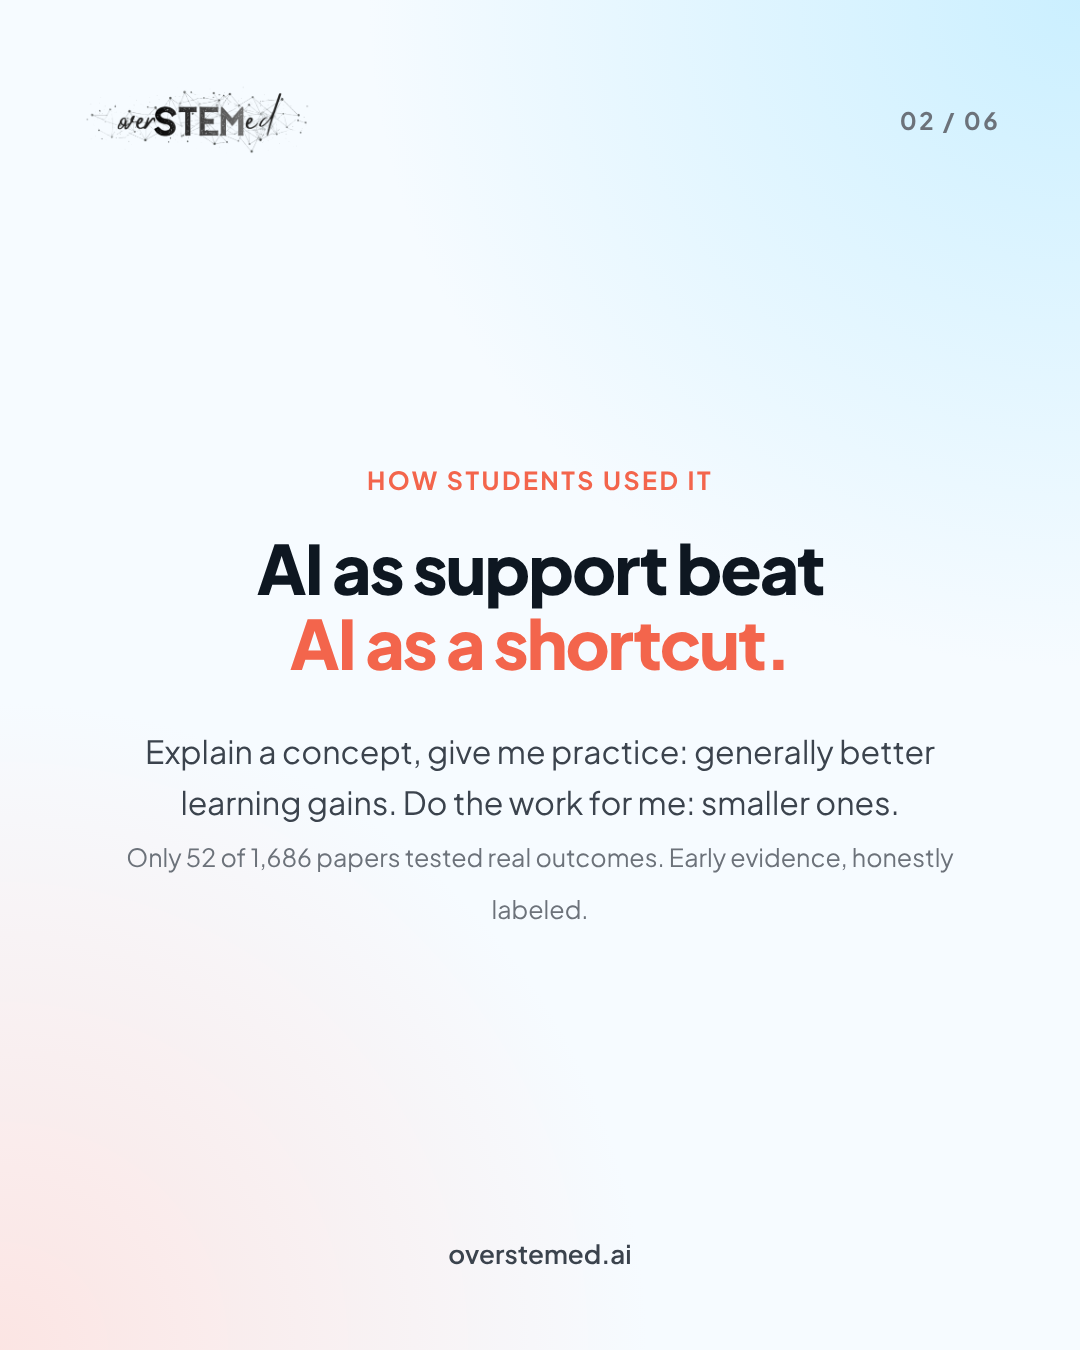 overSTEMed
02 / 06
HOW STUDENTS USED IT
AI as support beat
AI as a shortcut.
Explain a concept, give me practice: generally better
learning gains. Do the work for me: smaller ones.
Only 52 of 1,686 papers tested real outcomes. Early evidence, honestly
labeled.
overstemed.ai